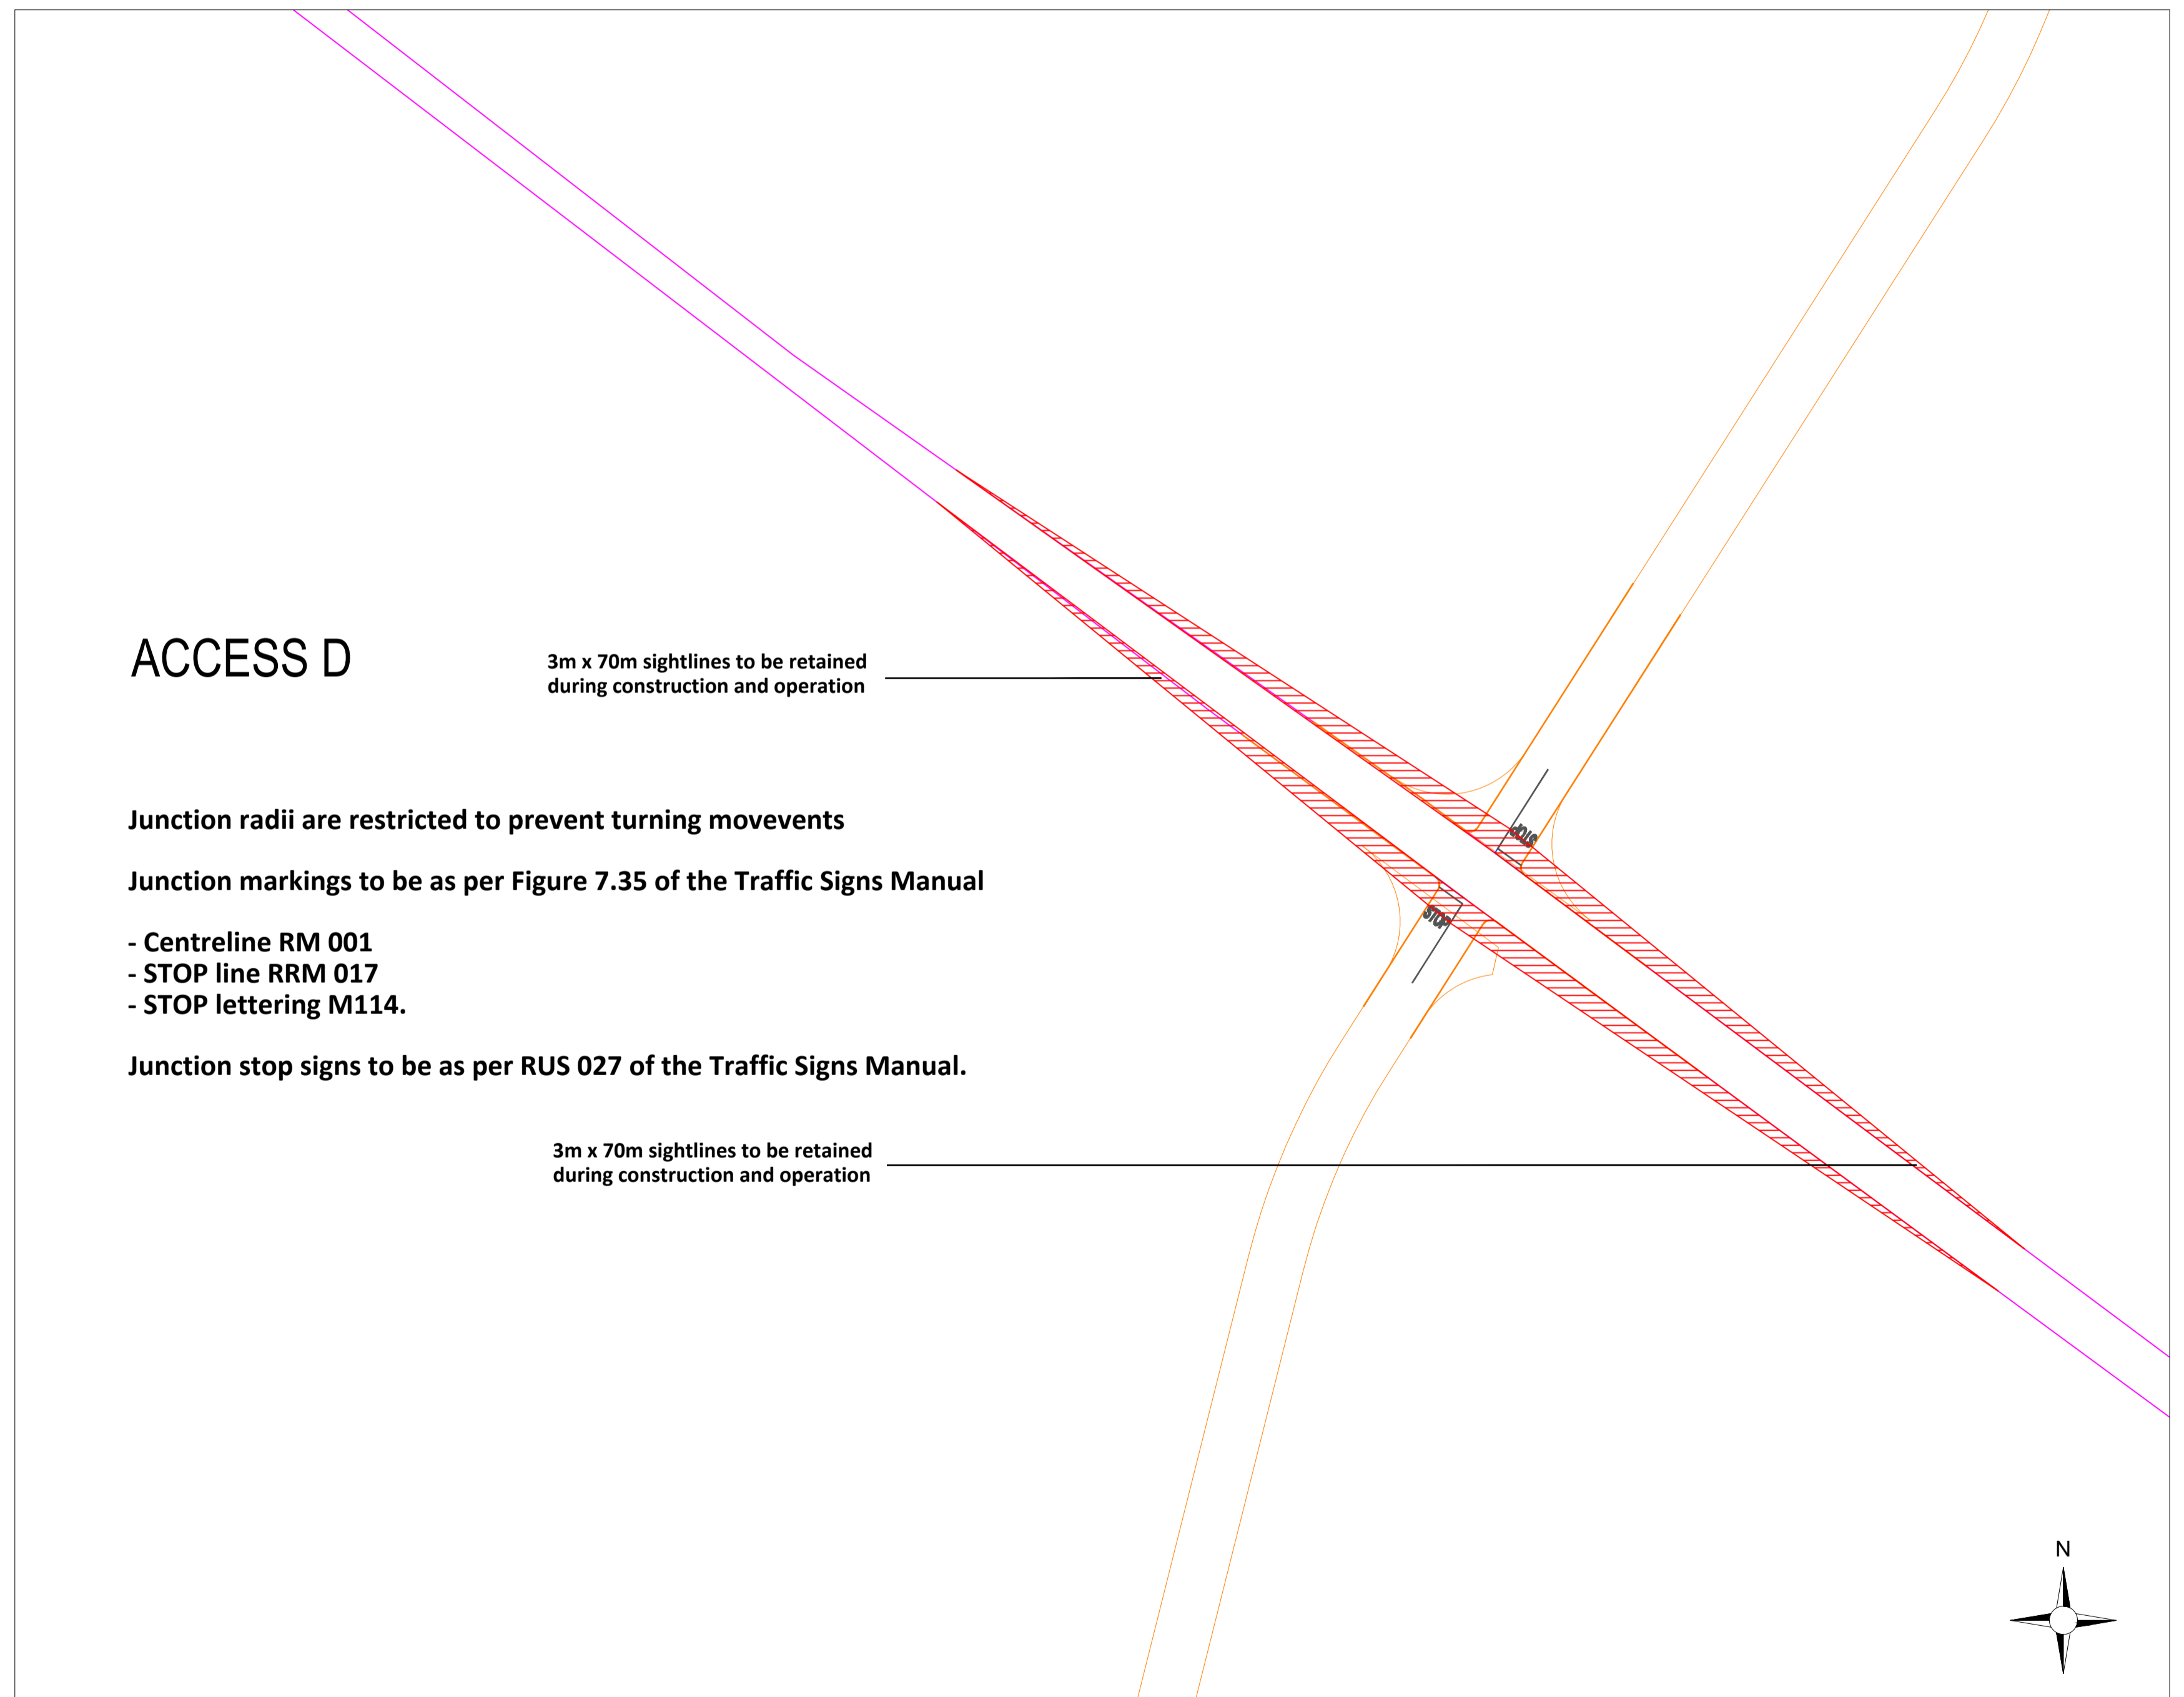 ACCESS D
3m x 70m sightlines to be retained
during construction and operation
Junction radii are restricted to prevent turning movevents
Junction markings to be as per Figure 7.35 of the Traffic Signs Manual
- Centreline RM 001
- STOP line RRM 017
- STOP lettering M114.
Junction stop signs to be as per RUS 027 of the Traffic Signs Manual.
3m x 70m sightlines to be retained
during construction and operation
STOP
STOP
N